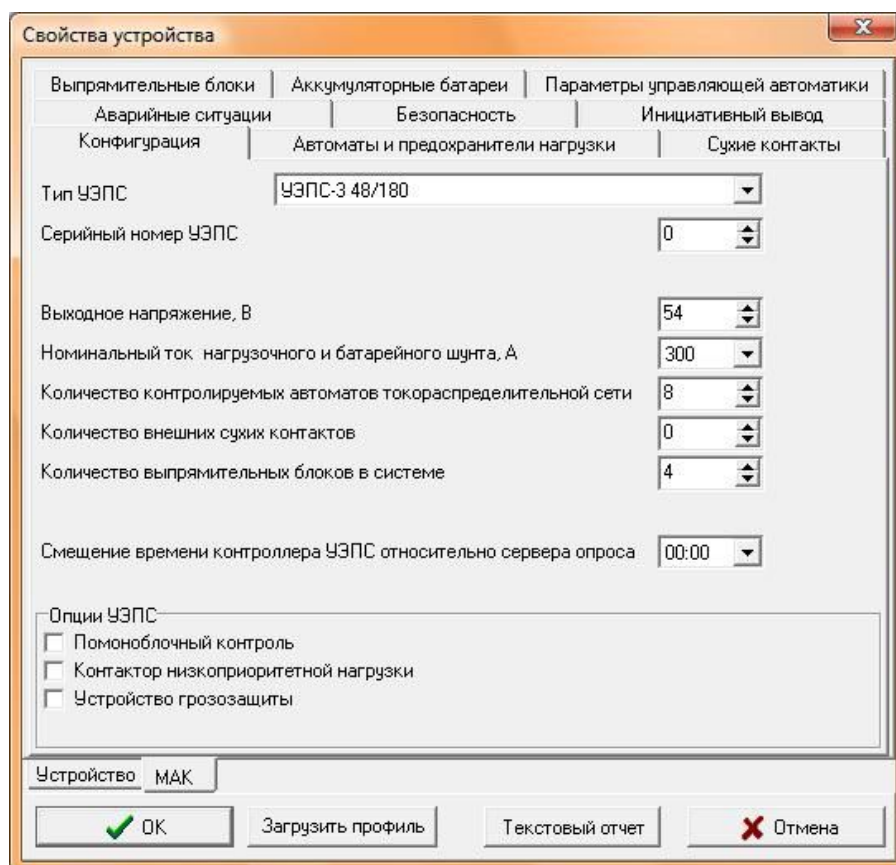 Свойства устройства
Выпрямительные блоки
Аккумуляторные батареи
Параметры управляющей автоматики
Аварийные ситуации
Безопасность
Инициативный вывод
Конфигурация
Автоматы и предохранители нагрузки
Сухие контакты
Тип УЭПС
УЭПС-3 48/180
Серийный номер УЭПС
0
Выходное напряжение, В
54
Номинальный ток нагрузочного и батарейного шунта, А
300
Количество контролируемых автоматов токораспределительной сети
8
Количество внешних сухих контактов
0
Количество выпрямительных блоков в системе
4
Смещение времени контроллера УЭПС относительно сервера опроса
00:00
Опции УЭПС
Помоноблочный контроль
Контактор низкоприоритетной нагрузки
Устройство грозозащиты
Устройство
МАК
OK
Загрузить профиль
Текстовый отчет
Отмена